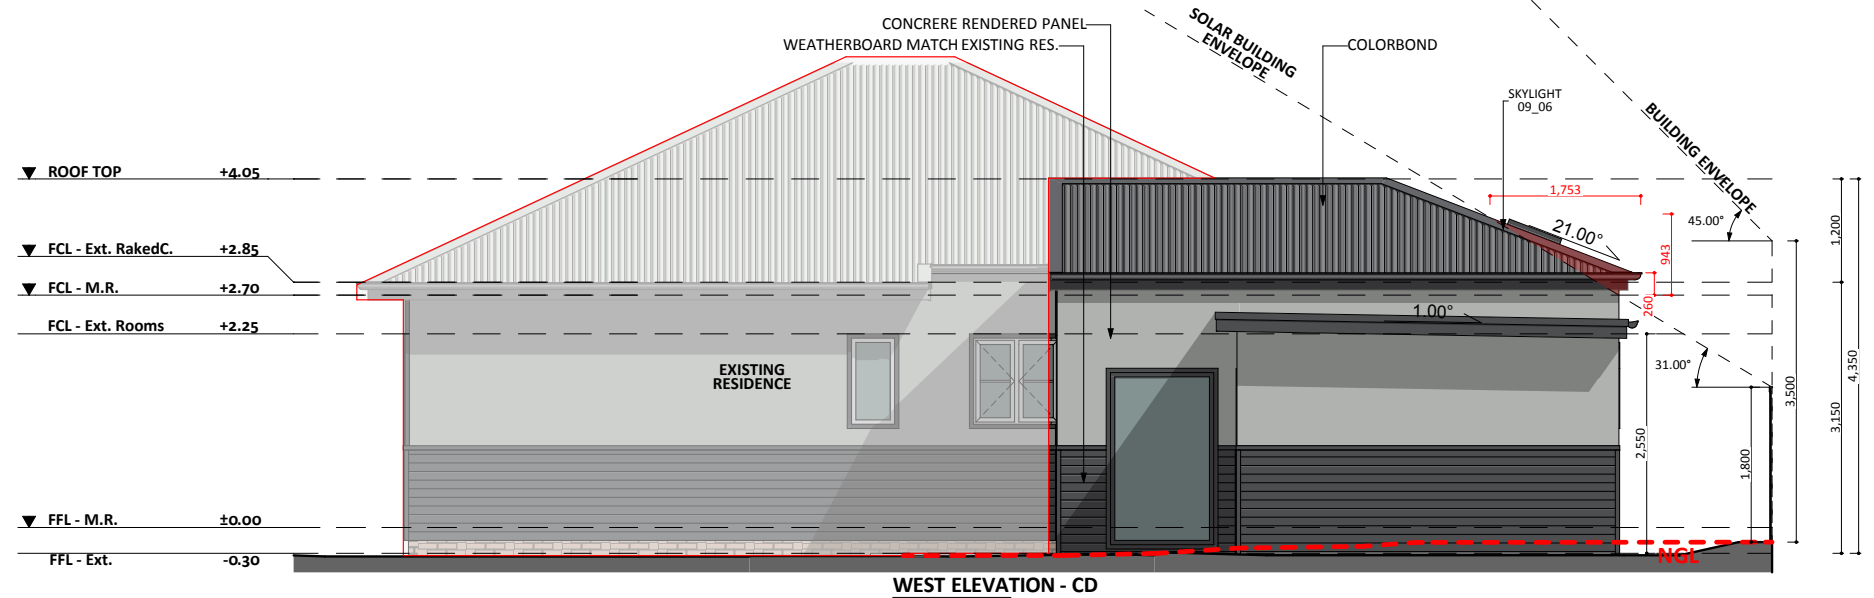 CONCRERE RENDERED PANEL
WEATHERBOARD MATCH EXISTING RES.
SOLAR BUILDING
ENVELOPE
COLORBOND
SKYLIGHT
09_06
BUILDING ENVELOPE
ROOF TOP +4.05
1,753
45.00°
21.00°
1,200
FCL - Ext. RakedC. +2.85
943
FCL - M.R. +2.70
260
1.00°
FCL - Ext. Rooms +2.25
EXISTING
RESIDENCE
31.00°
4,350
3,500
3,150
2,550
1,800
FFL - M.R. ±0.00
FFL - Ext. -0.30
NGL
WEST ELEVATION - CD